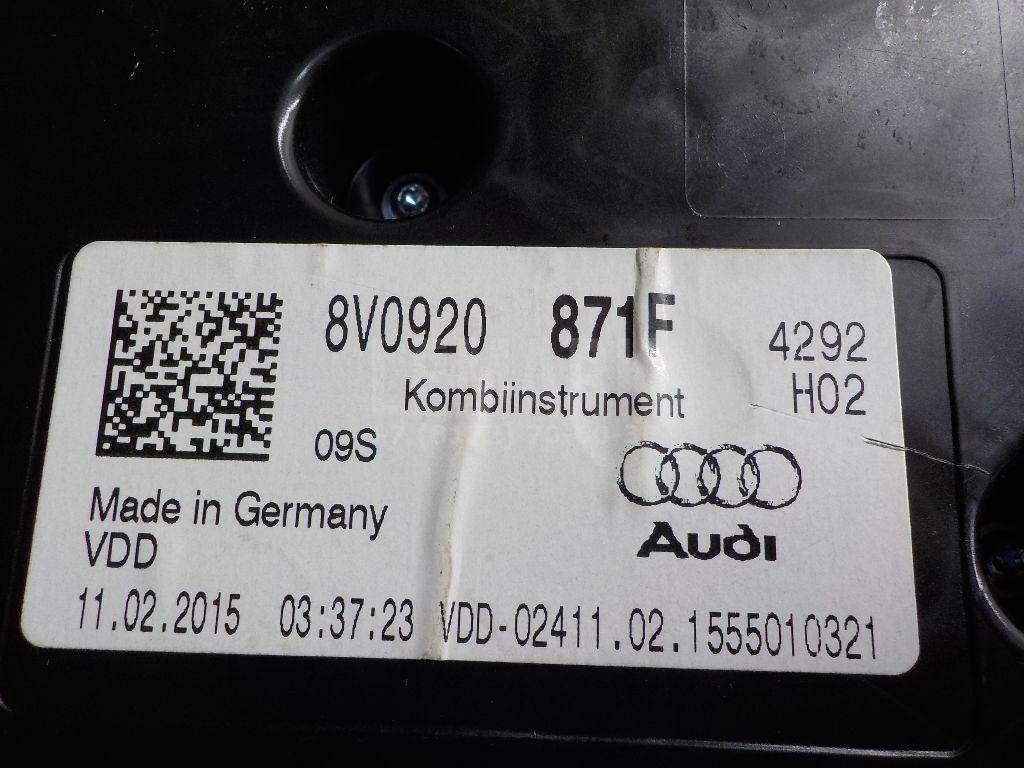 8V0920 871F 4292
Kombiinstrument H02
09S
Made in Germany
VDD
Audi
11.02.2015 03:37:23 VDD-02411.02.1555010321